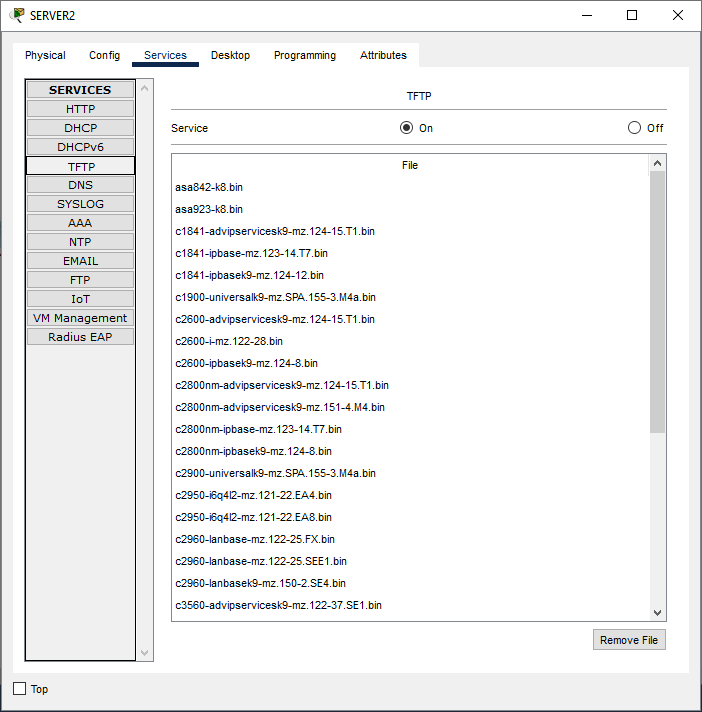 SERVER2
Physical Config Services Desktop Programming Attributes
SERVICES
HTTP
DHCP
DHCPv6
TFTP
DNS
SYSLOG
AAA
NTP
EMAIL
FTP
IoT
VM Management
Radius EAP
TFTP
Service On Off
File
asa842-k8.bin
asa923-k8.bin
c1841-advipservicesk9-mz.124-15.T1.bin
c1841-ipbase-mz.123-14.T7.bin
c1841-ipbasek9-mz.124-12.bin
c1900-universalk9-mz.SPA.155-3.M4a.bin
c2600-advipservicesk9-mz.124-15.T1.bin
c2600-i-mz.122-28.bin
c2600-ipbasek9-mz.124-8.bin
c2800nm-advipservicesk9-mz.124-15.T1.bin
c2800nm-advipservicesk9-mz.151-4.M4.bin
c2800nm-ipbase-mz.123-14.T7.bin
c2800nm-ipbasek9-mz.124-8.bin
c2900-universalk9-mz.SPA.155-3.M4a.bin
c2950-i6q4l2-mz.121-22.EA4.bin
c2950-i6q4l2-mz.121-22.EA8.bin
c2960-lanbase-mz.122-25.FX.bin
c2960-lanbase-mz.122-25.SEE1.bin
c2960-lanbasek9-mz.150-2.SE4.bin
c3560-advipservicesk9-mz.122-37.SE1.bin
Remove File
Top